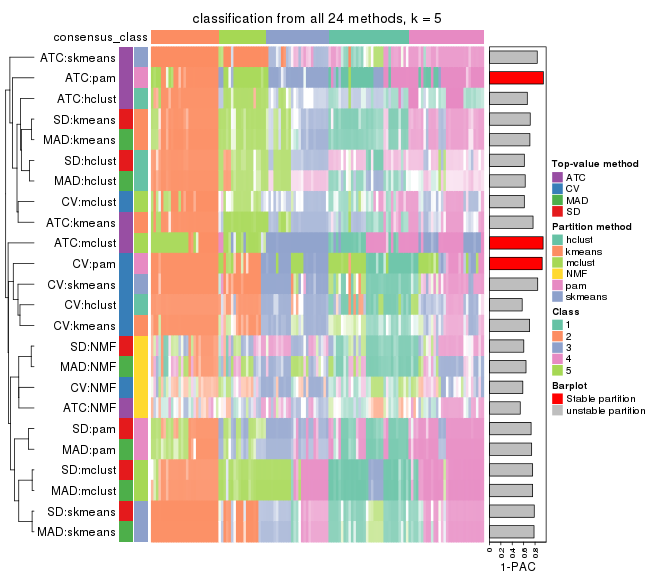 classification from all 24 methods, k = 5
consensus_class
ATC:skmeans
ATC:pam
ATC:hclust
SD:kmeans
MAD:kmeans
SD:hclust
MAD:hclust
CV:mclust
ATC:kmeans
ATC:mclust
CV:pam
CV:skmeans
CV:hclust
CV:kmeans
SD:NMF
MAD:NMF
CV:NMF
ATC:NMF
SD:pam
MAD:pam
SD:mclust
MAD:mclust
SD:skmeans
MAD:skmeans
0
0.2
0.4
0.6
0.8
1-PAC
Top-value method
ATC
CV
MAD
SD
Partition method
hclust
kmeans
mclust
NMF
pam
skmeans
Class
1
2
3
4
5
Barplot
Stable partition
unstable partition